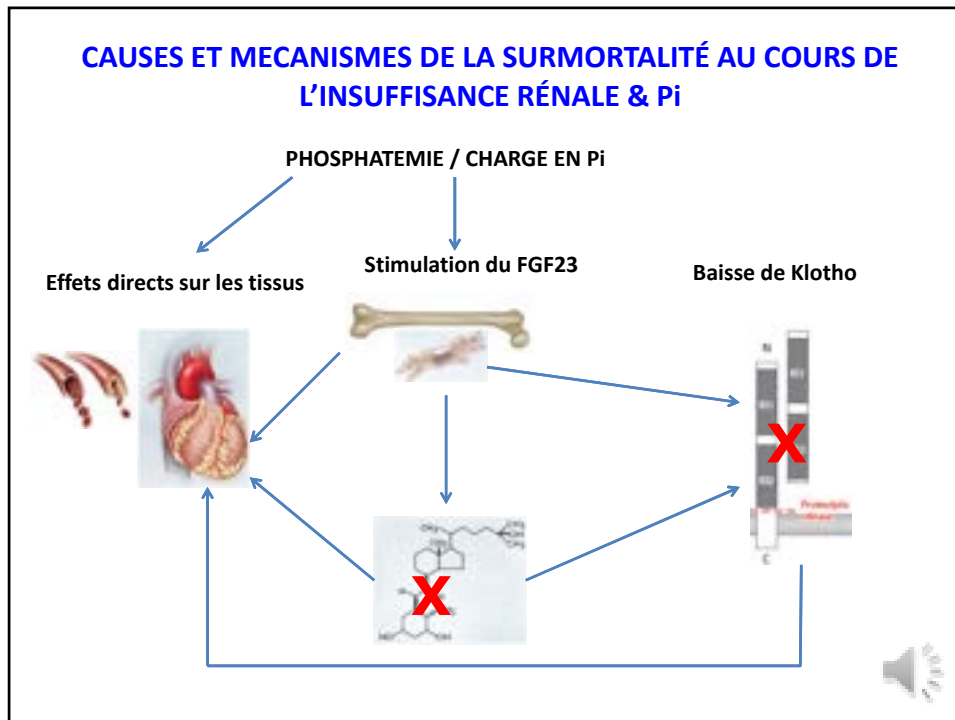 CAUSES ET MECANISMES DE LA SURMORTALITÉ AU COURS DE
L'INSUFFISANCE RÉNALE & Pi
PHOSPHATEMIE / CHARGE EN Pi
Effets directs sur les tissus
Stimulation du FGF23
Baisse de Klotho
N
X
X
C